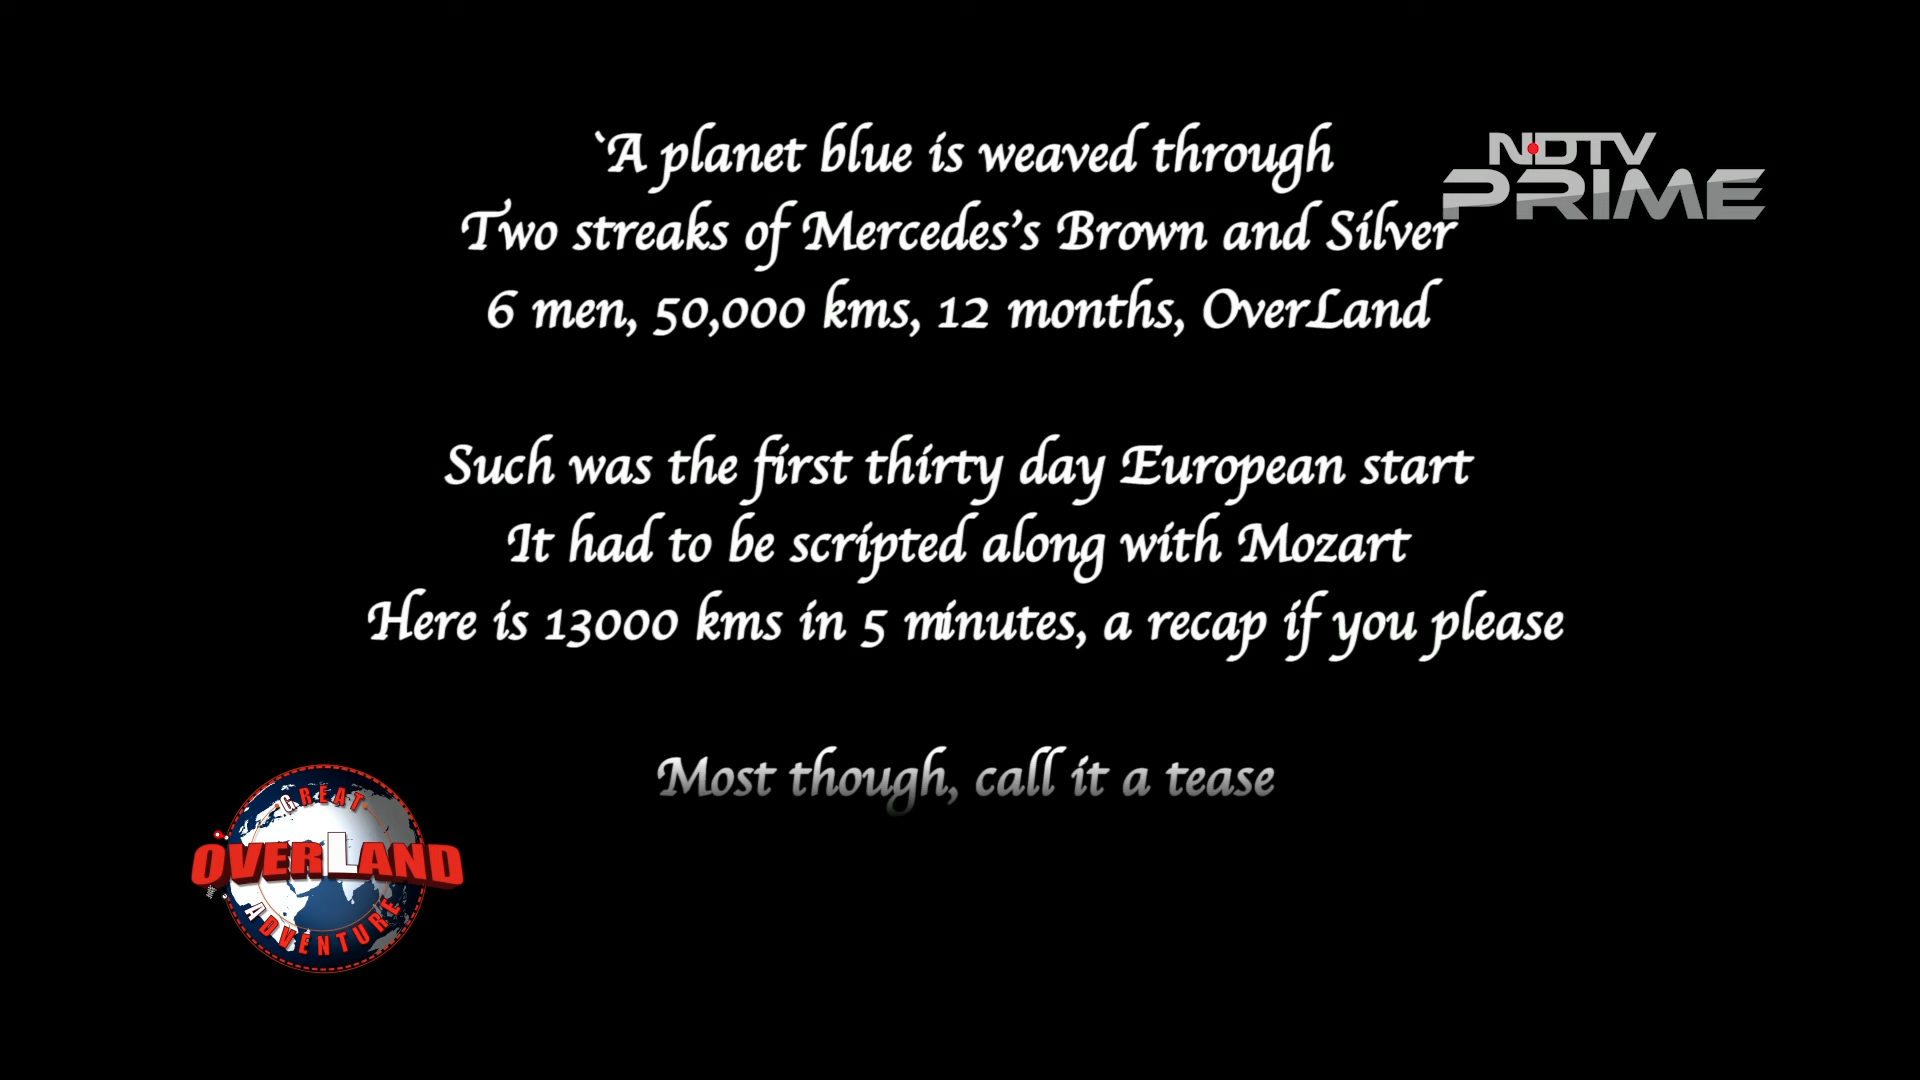 `A planet blue is weaved through
Two streaks of Mercedes’s Brown and Silver
6 men, 50,000 kms, 12 months, OverLand
Such was the first thirty day European start
It had to be scripted along with Mozart
Here is 13000 kms in 5 minutes, a recap if you please
Most though, call it a tease
NDTV
PRIME
GREAT
OVERLAND
ADVENTURE